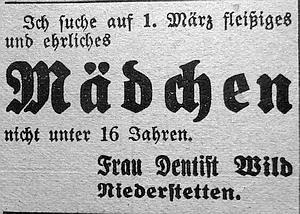 Ich suche auf 1. März fleißiges
und ehrliches
Mädchen
nicht unter 16 Jahren.
Frau Dentist Wild
Niederstetten.